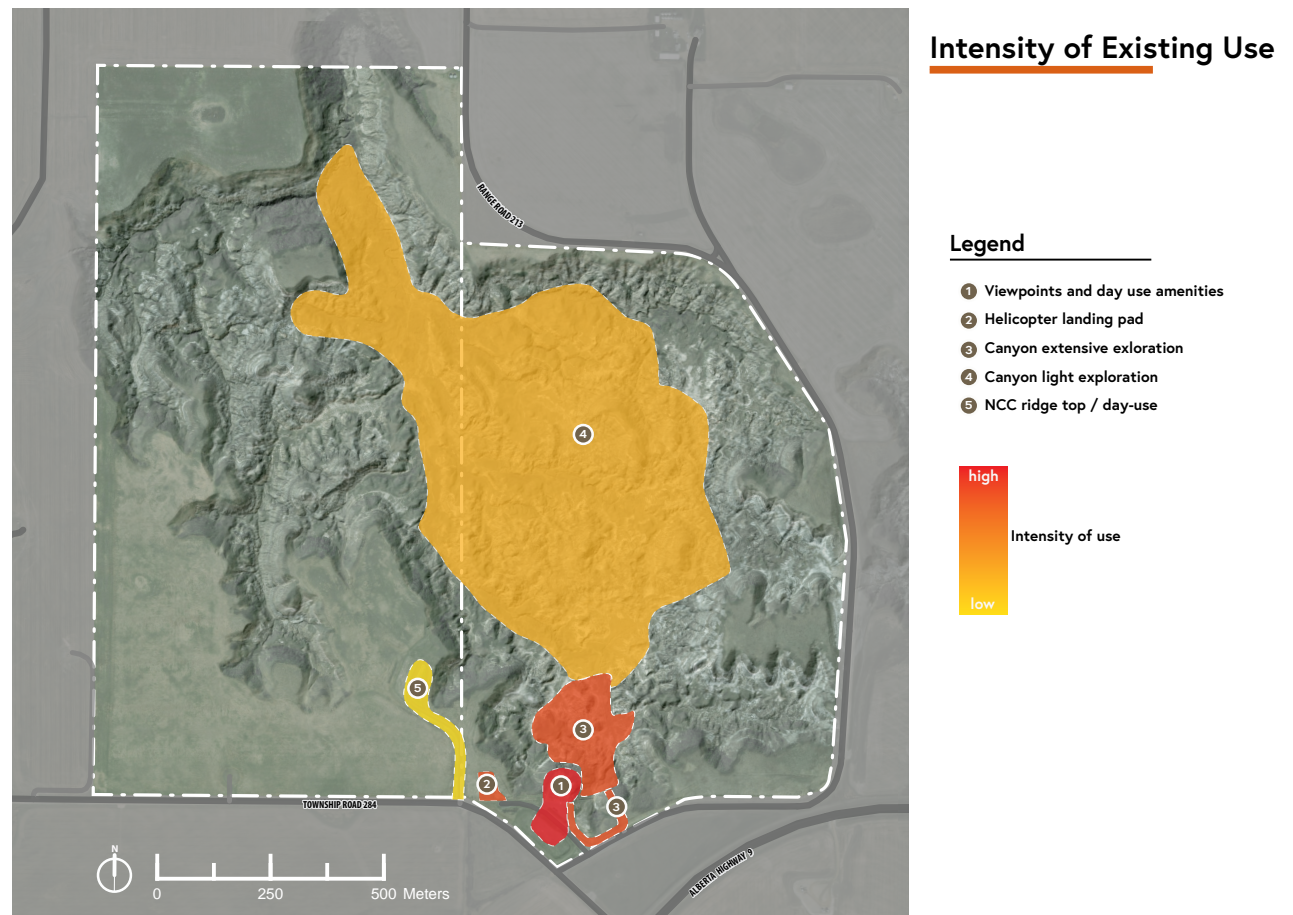 Intensity of Existing Use
RANGE ROAD 213
Legend
1 Viewpoints and day use amenities
2 Helicopter landing pad
3 Canyon extensive exloration
4 Canyon light exploration
5 NCC ridge top / day-use
4
high
Intensity of use
low
5
3
2
1
3
TOWNSHIP ROAD 284
ALBERTA HIGHWAY 9
N
0 250 500 Meters